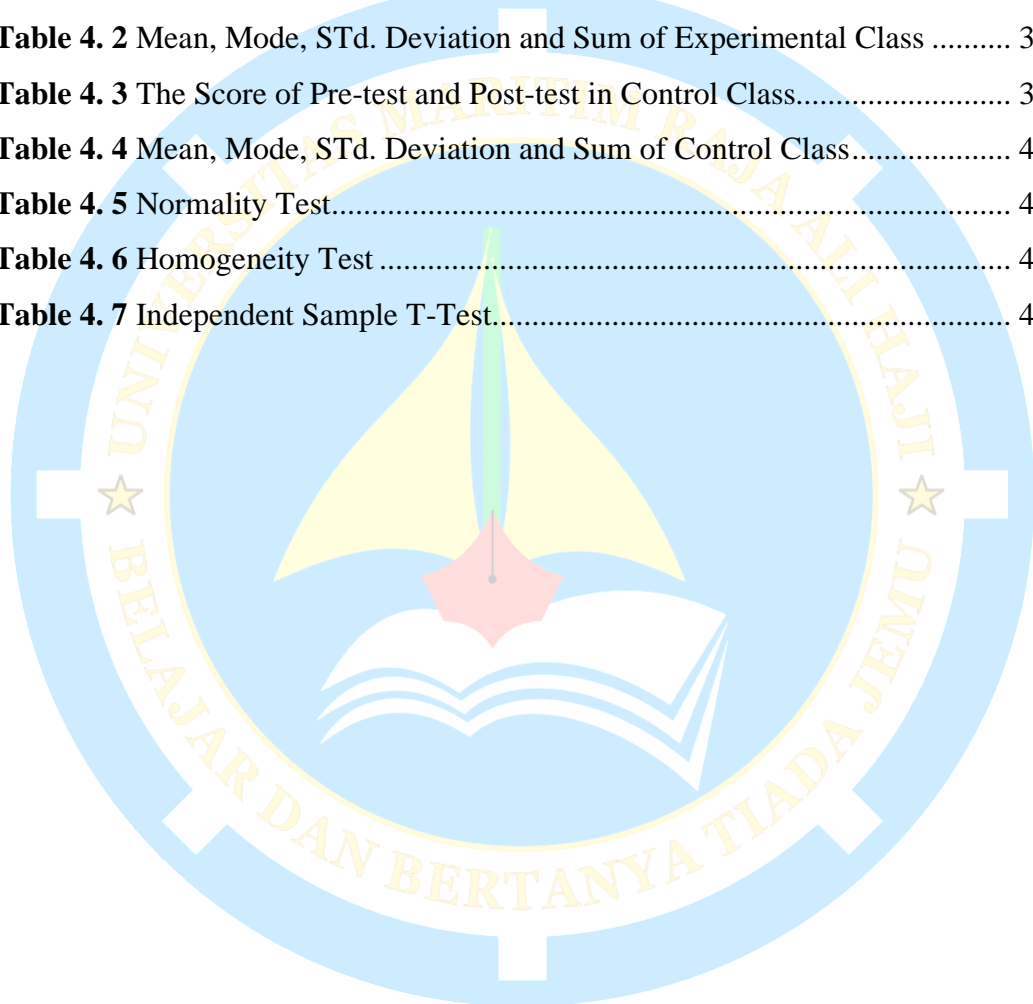 Table 4. 2 Mean, Mode, STd. Deviation and Sum of Experimental Class .......... 3
Table 4. 3 The Score of Pre-test and Post-test in Control Class........................... 3
Table 4. 4 Mean, Mode, STd. Deviation and Sum of Control Class.................... 4
Table 4. 5 Normality Test..................................................................................... 4
Table 4. 6 Homogeneity Test ............................................................................... 4
Table 4. 7 Independent Sample T-Test................................................................. 4
UNIVERSITAS MARITIM RAJA ALI HAJI
BELAJAR DAN BERTANYA TIADA JEMU